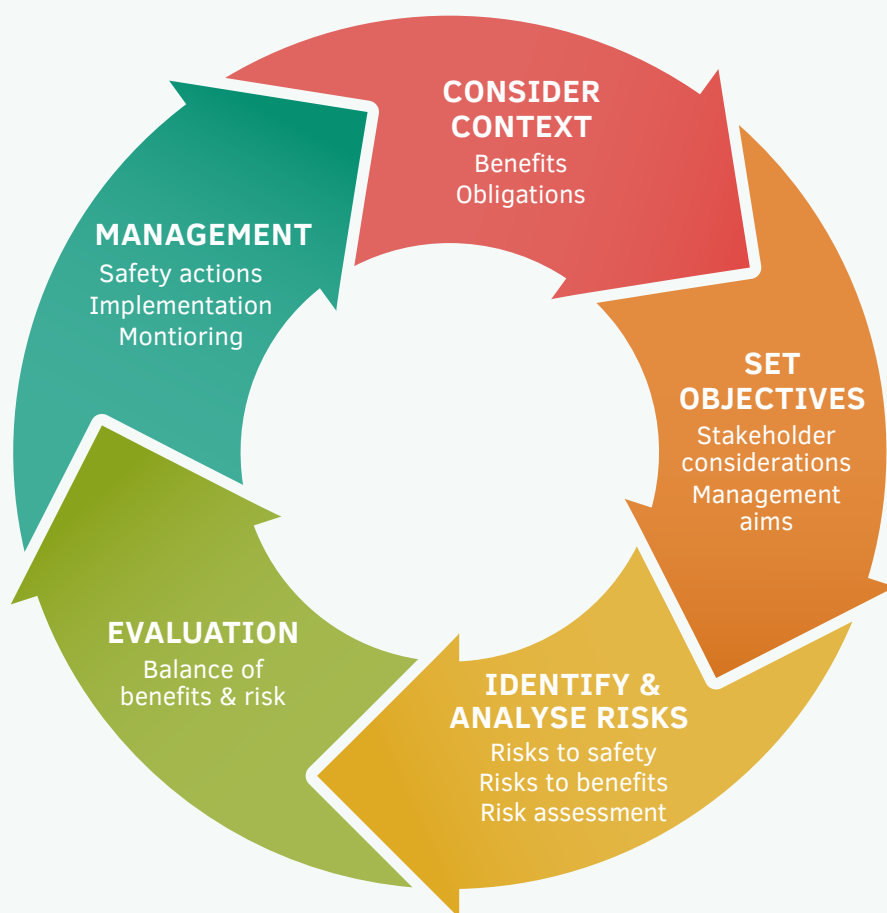 CONSIDER
CONTEXT
Benefits
Obligations
SET
OBJECTIVES
Stakeholder
considerations
Management
aims
IDENTIFY &
ANALYSE RISKS
Risks to safety
Risks to benefits
Risk assessment
EVALUATION
Balance of
benefits & risk
MANAGEMENT
Safety actions
Implementation
Montioring